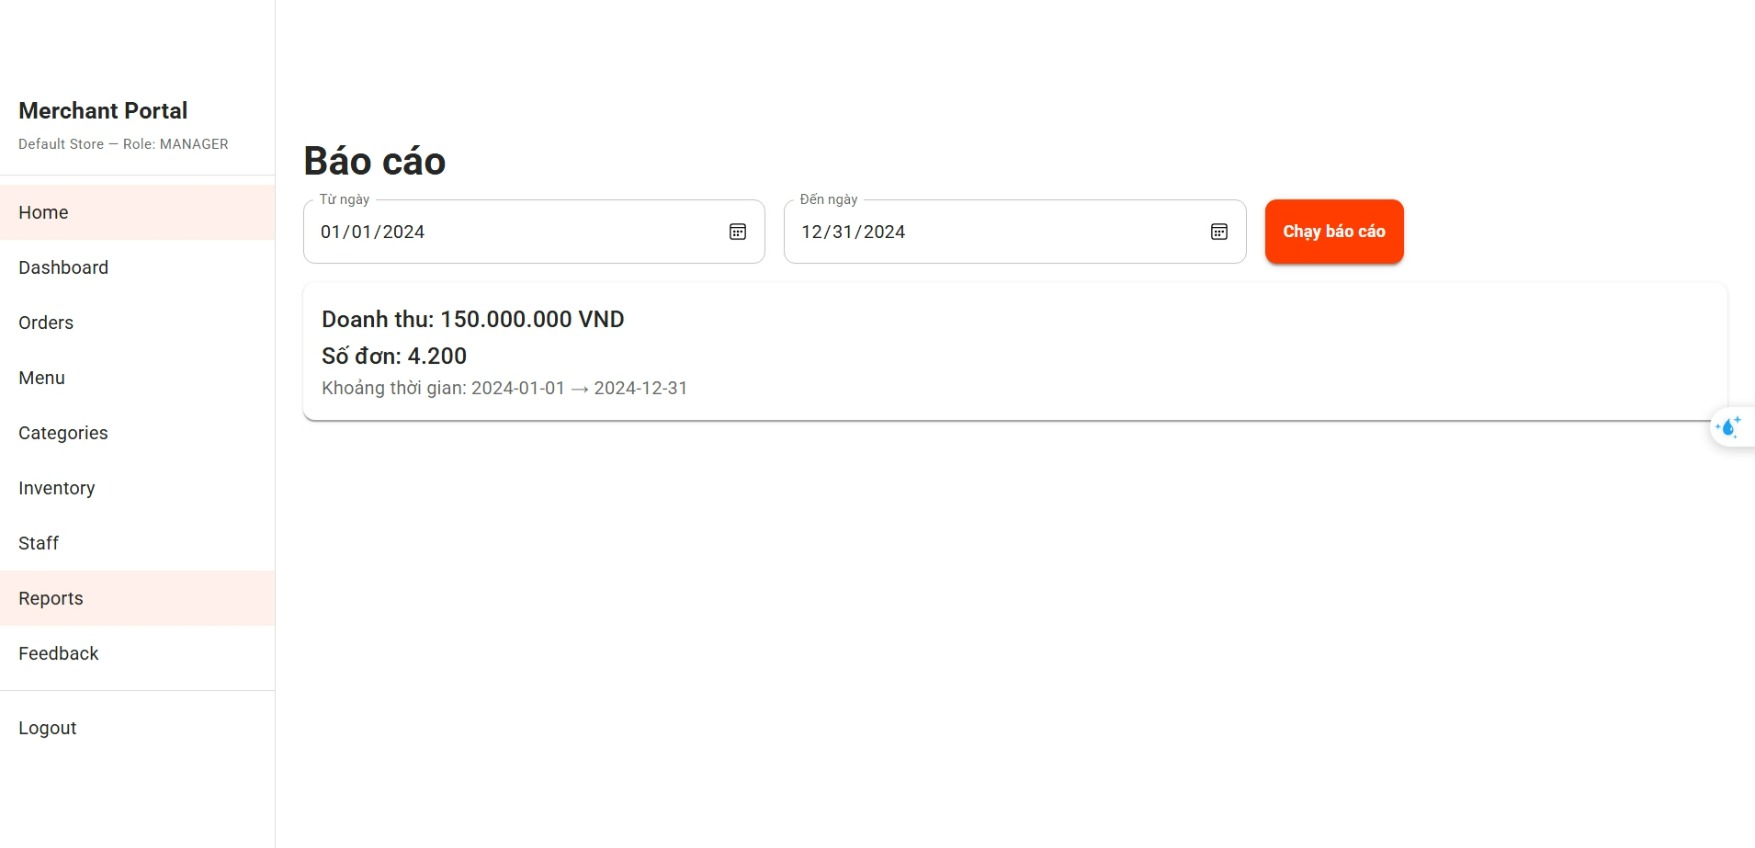 Merchant Portal
Default Store — Role: MANAGER
Home
Dashboard
Orders
Menu
Categories
Inventory
Staff
Reports
Feedback
Logout
Báo cáo
Từ ngày
01/01/2024
Đến ngày
12/31/2024
Chạy báo cáo
Doanh thu: 150.000.000 VND
Số đơn: 4.200
Khoảng thời gian: 2024-01-01 → 2024-12-31